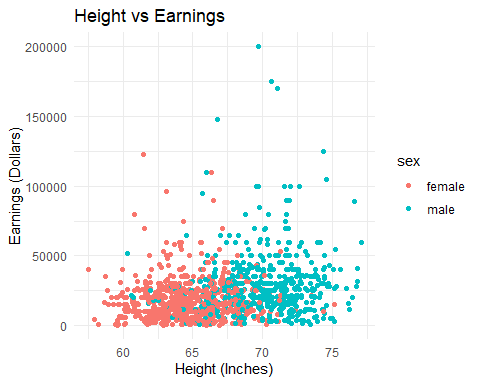 Height vs Earnings
200000
150000
100000
50000
0
Earnings (Dollars)
60
65
70
75
Height (Inches)
sex
female
male